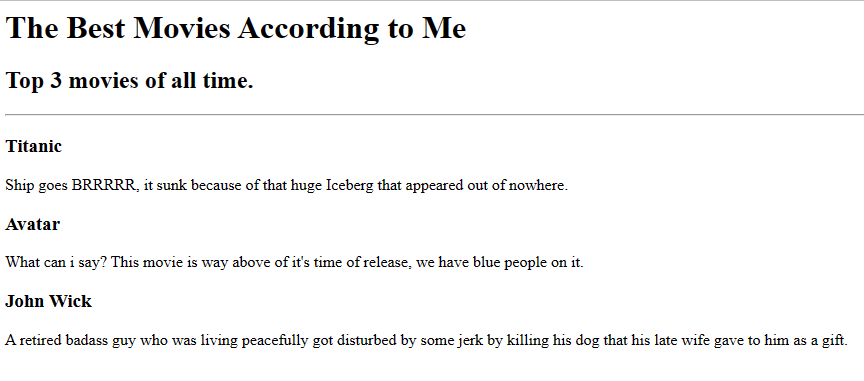 The Best Movies According to Me
Top 3 movies of all time.
Titanic
Ship goes BRRRRR, it sunk because of that huge Iceberg that appeared out of nowhere.
Avatar
What can i say? This movie is way above of it's time of release, we have blue people on it.
John Wick
A retired badass guy who was living peacefully got disturbed by some jerk by killing his dog that his late wife gave to him as a gift.